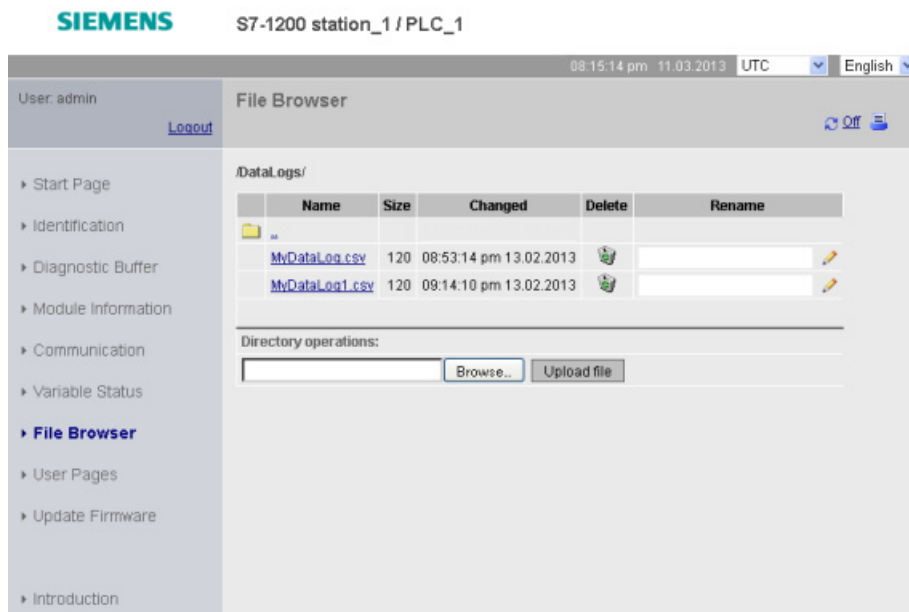 SIEMENS S7-1200 station_1 / PLC_1
08:15:14 pm 11.03.2013 UTC English
User: admin
Logout
File Browser
Off
Start Page
Identification
Diagnostic Buffer
Module Information
Communication
Variable Status
File Browser
User Pages
Update Firmware
Introduction
/DataLogs/
Name Size Changed Delete Rename
..
MyDataLog.csv 120 08:53:14 pm 13.02.2013
MyDataLog1.csv 120 09:14:10 pm 13.02.2013
Directory operations:
Browse.. Upload file